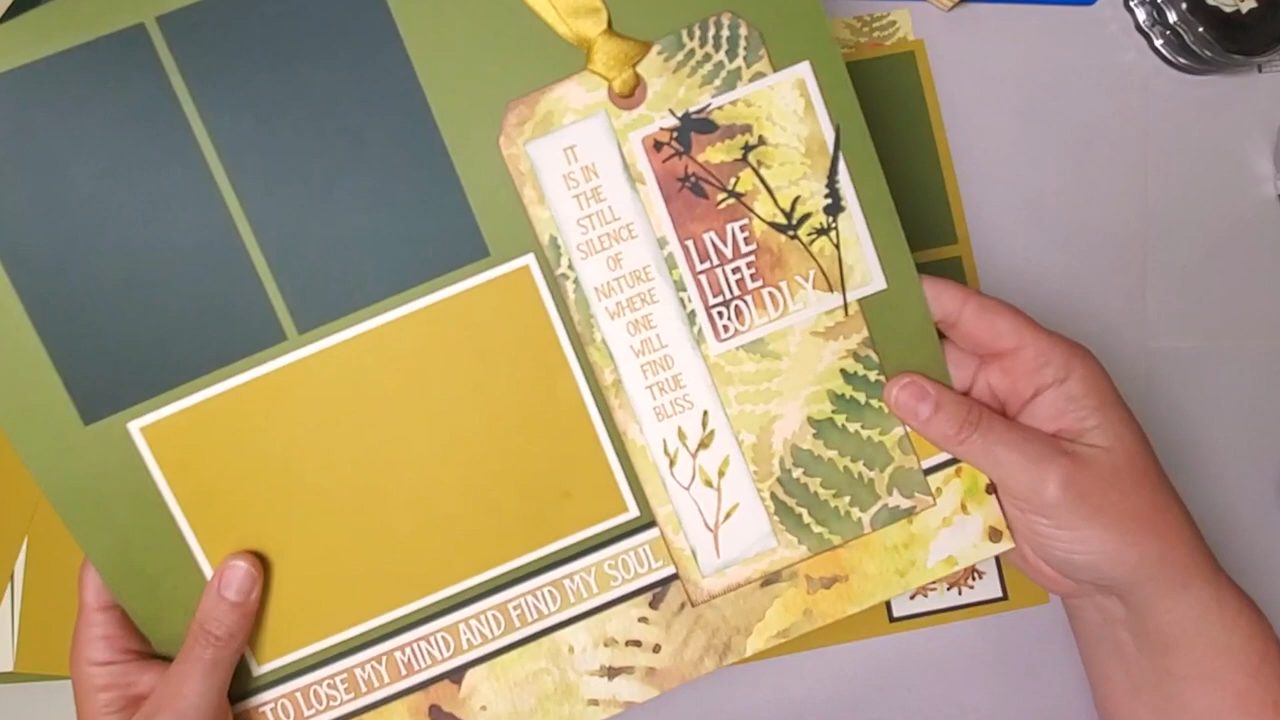 IT
IS IN
THE
STILL
SILENCE
OF
NATURE
WHERE
ONE
WILL
FIND
TRUE
BLISS
LIVE
LIFE
BOLDLY
TO LOSE MY MIND AND FIND MY SOUL.